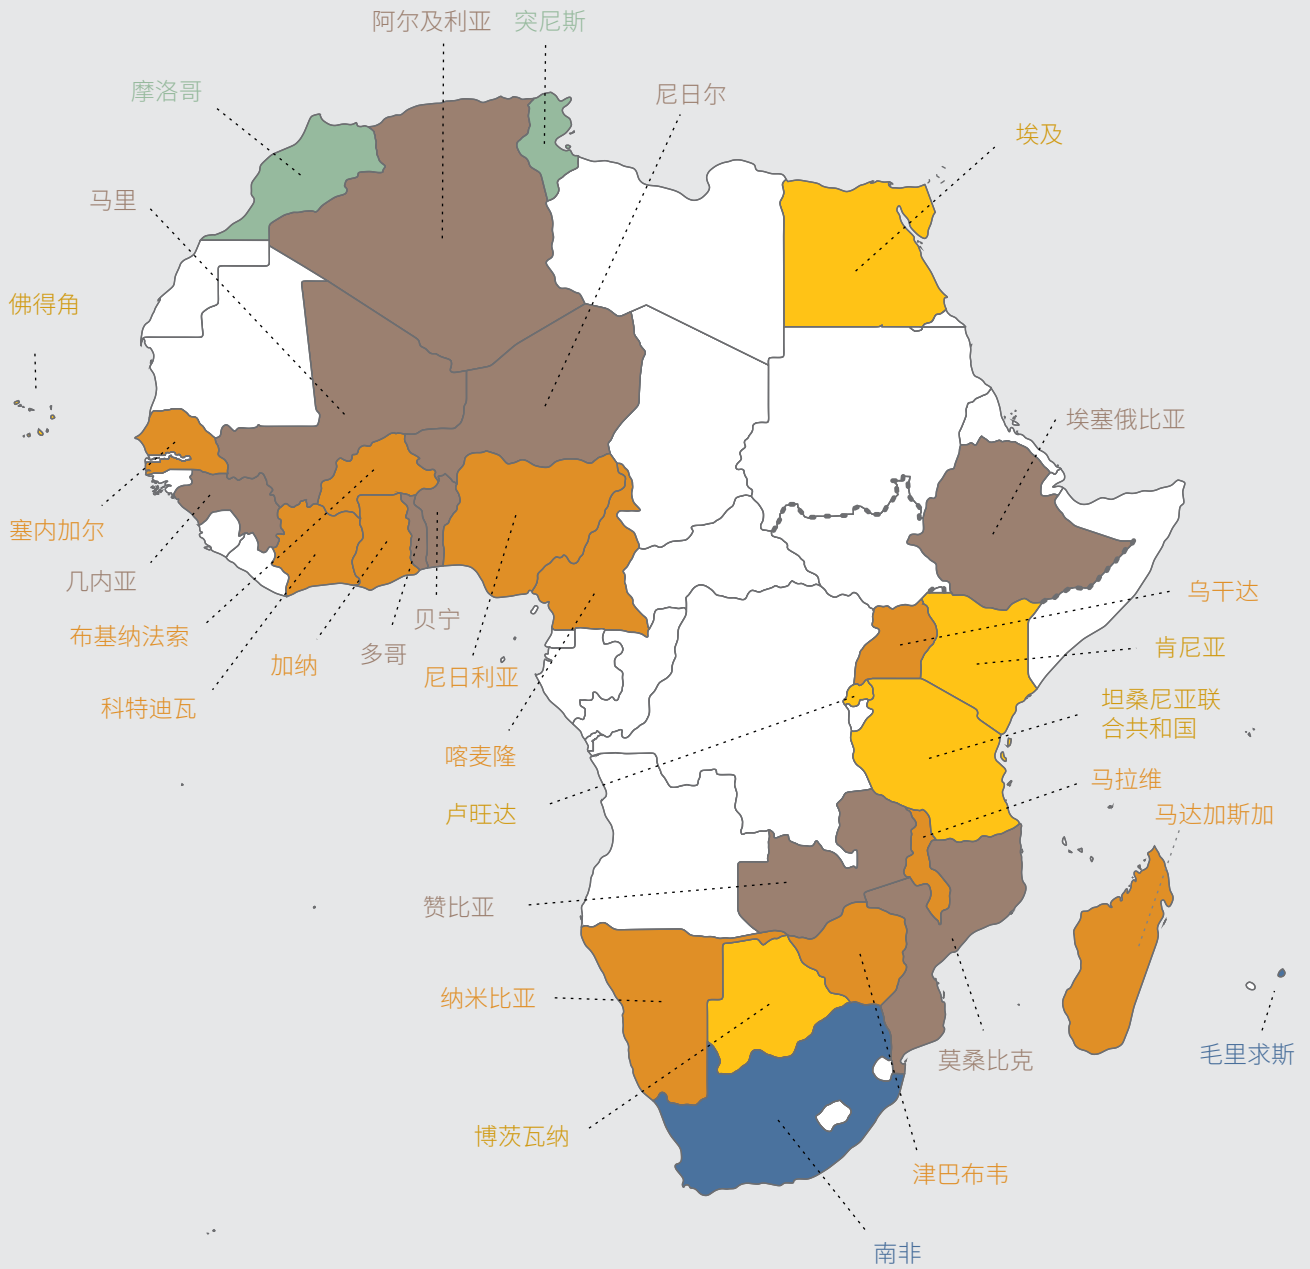 阿尔及利亚
突尼斯
摩洛哥
尼日尔
埃及
马里
佛得角
埃塞俄比亚
塞内加尔
几内亚
乌干达
贝宁
布基纳法索
肯尼亚
多哥
加纳
尼日利亚
坦桑尼亚联
合共和国
科特迪瓦
喀麦隆
马拉维
卢旺达
马达加斯加
赞比亚
纳米比亚
毛里求斯
莫桑比克
博茨瓦纳
津巴布韦
南非